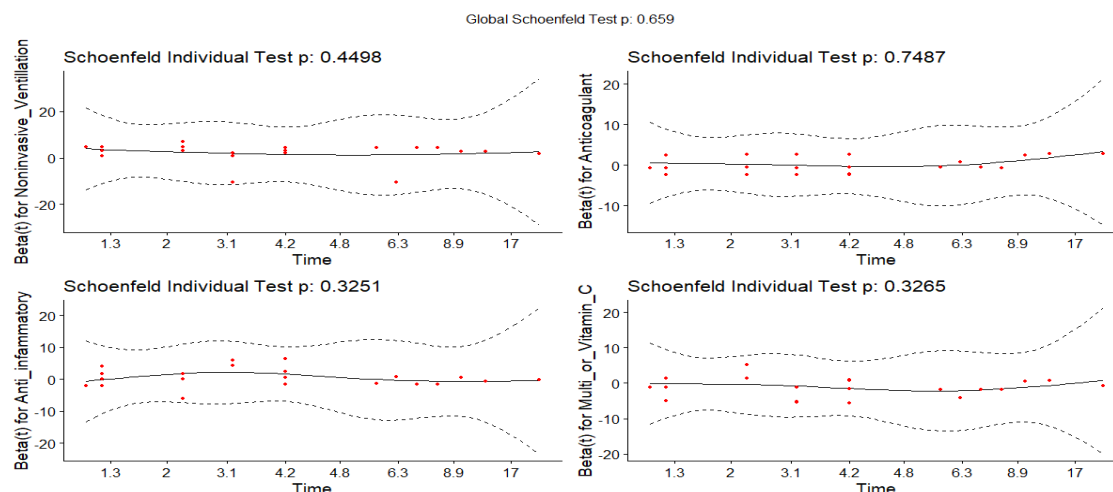 Global Schoenfeld Test p: 0.659
Schoenfeld Individual Test p: 0.4498
Beta(t) for Noninvasive_Ventillation
20
0
-20
1.3 2 3.1 4.2 4.8 6.3 8.9 17
Time
Schoenfeld Individual Test p: 0.7487
Beta(t) for Anticoagulant
20
10
0
-10
1.3 2 3.1 4.2 4.8 6.3 8.9 17
Time
Schoenfeld Individual Test p: 0.3251
Beta(t) for Anti_infammatory
20
10
0
-10
-20
1.3 2 3.1 4.2 4.8 6.3 8.9 17
Time
Schoenfeld Individual Test p: 0.3265
Beta(t) for Multi_or_Vitamin_C
20
10
0
-10
-20
1.3 2 3.1 4.2 4.8 6.3 8.9 17
Time